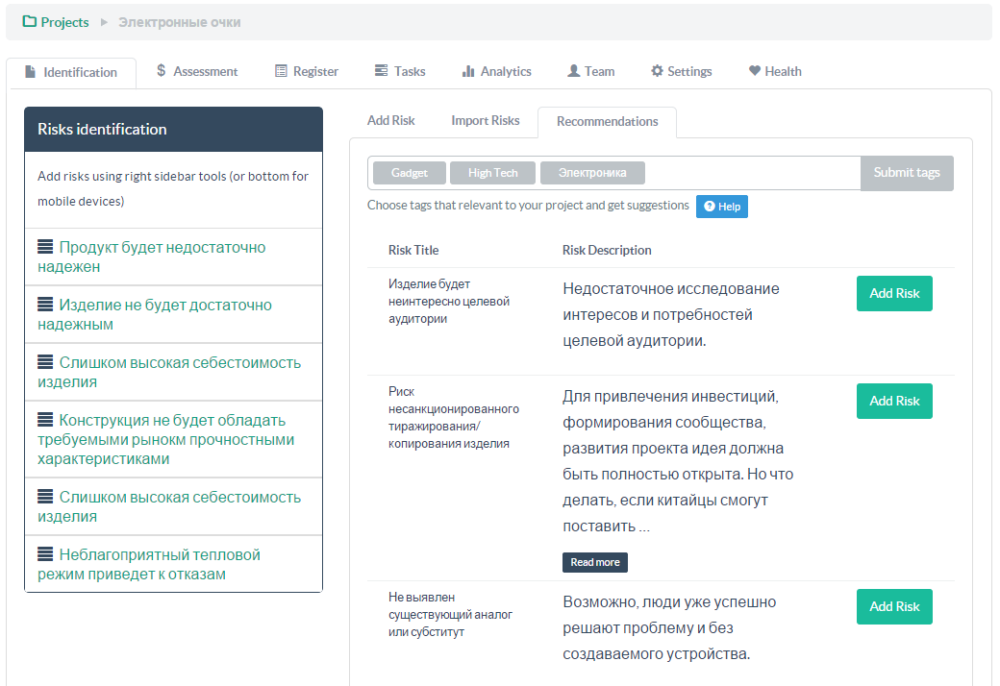 Projects Электронные очки
Identification Assessment Register Tasks Analytics Team Settings Health
Risks identification
Add risks using right sidebar tools (or bottom for
mobile devices)
Продукт будет недостаточно
надежен
Изделие не будет достаточно
надежным
Слишком высокая себестоимость
изделия
Конструкция не будет обладать
требуемыми рынокм прочностными
характеристиками
Слишком высокая себестоимость
изделия
Неблагоприятный тепловой
режим приведет к отказам
Add Risk Import Risks Recommendations
Gadget High Tech Электроника Submit tags
Choose tags that relevant to your project and get suggestions Help
Risk Title Risk Description
Изделие будет
неинтересно целевой
аудитории
Недостаточное исследование
интересов и потребностей
целевой аудитории.
Add Risk
Риск
несанкционированного
тиражирования/
копирования изделия
Для привлечения инвестиций,
формирования сообщества,
развития проекта идея должна
быть полностью открыта. Но что
делать, если китайцы смогут
поставить ...
Read more
Add Risk
Не выявлен
существующий аналог
или субститут
Возможно, люди уже успешно
решают проблему и без
создаваемого устройства.
Add Risk